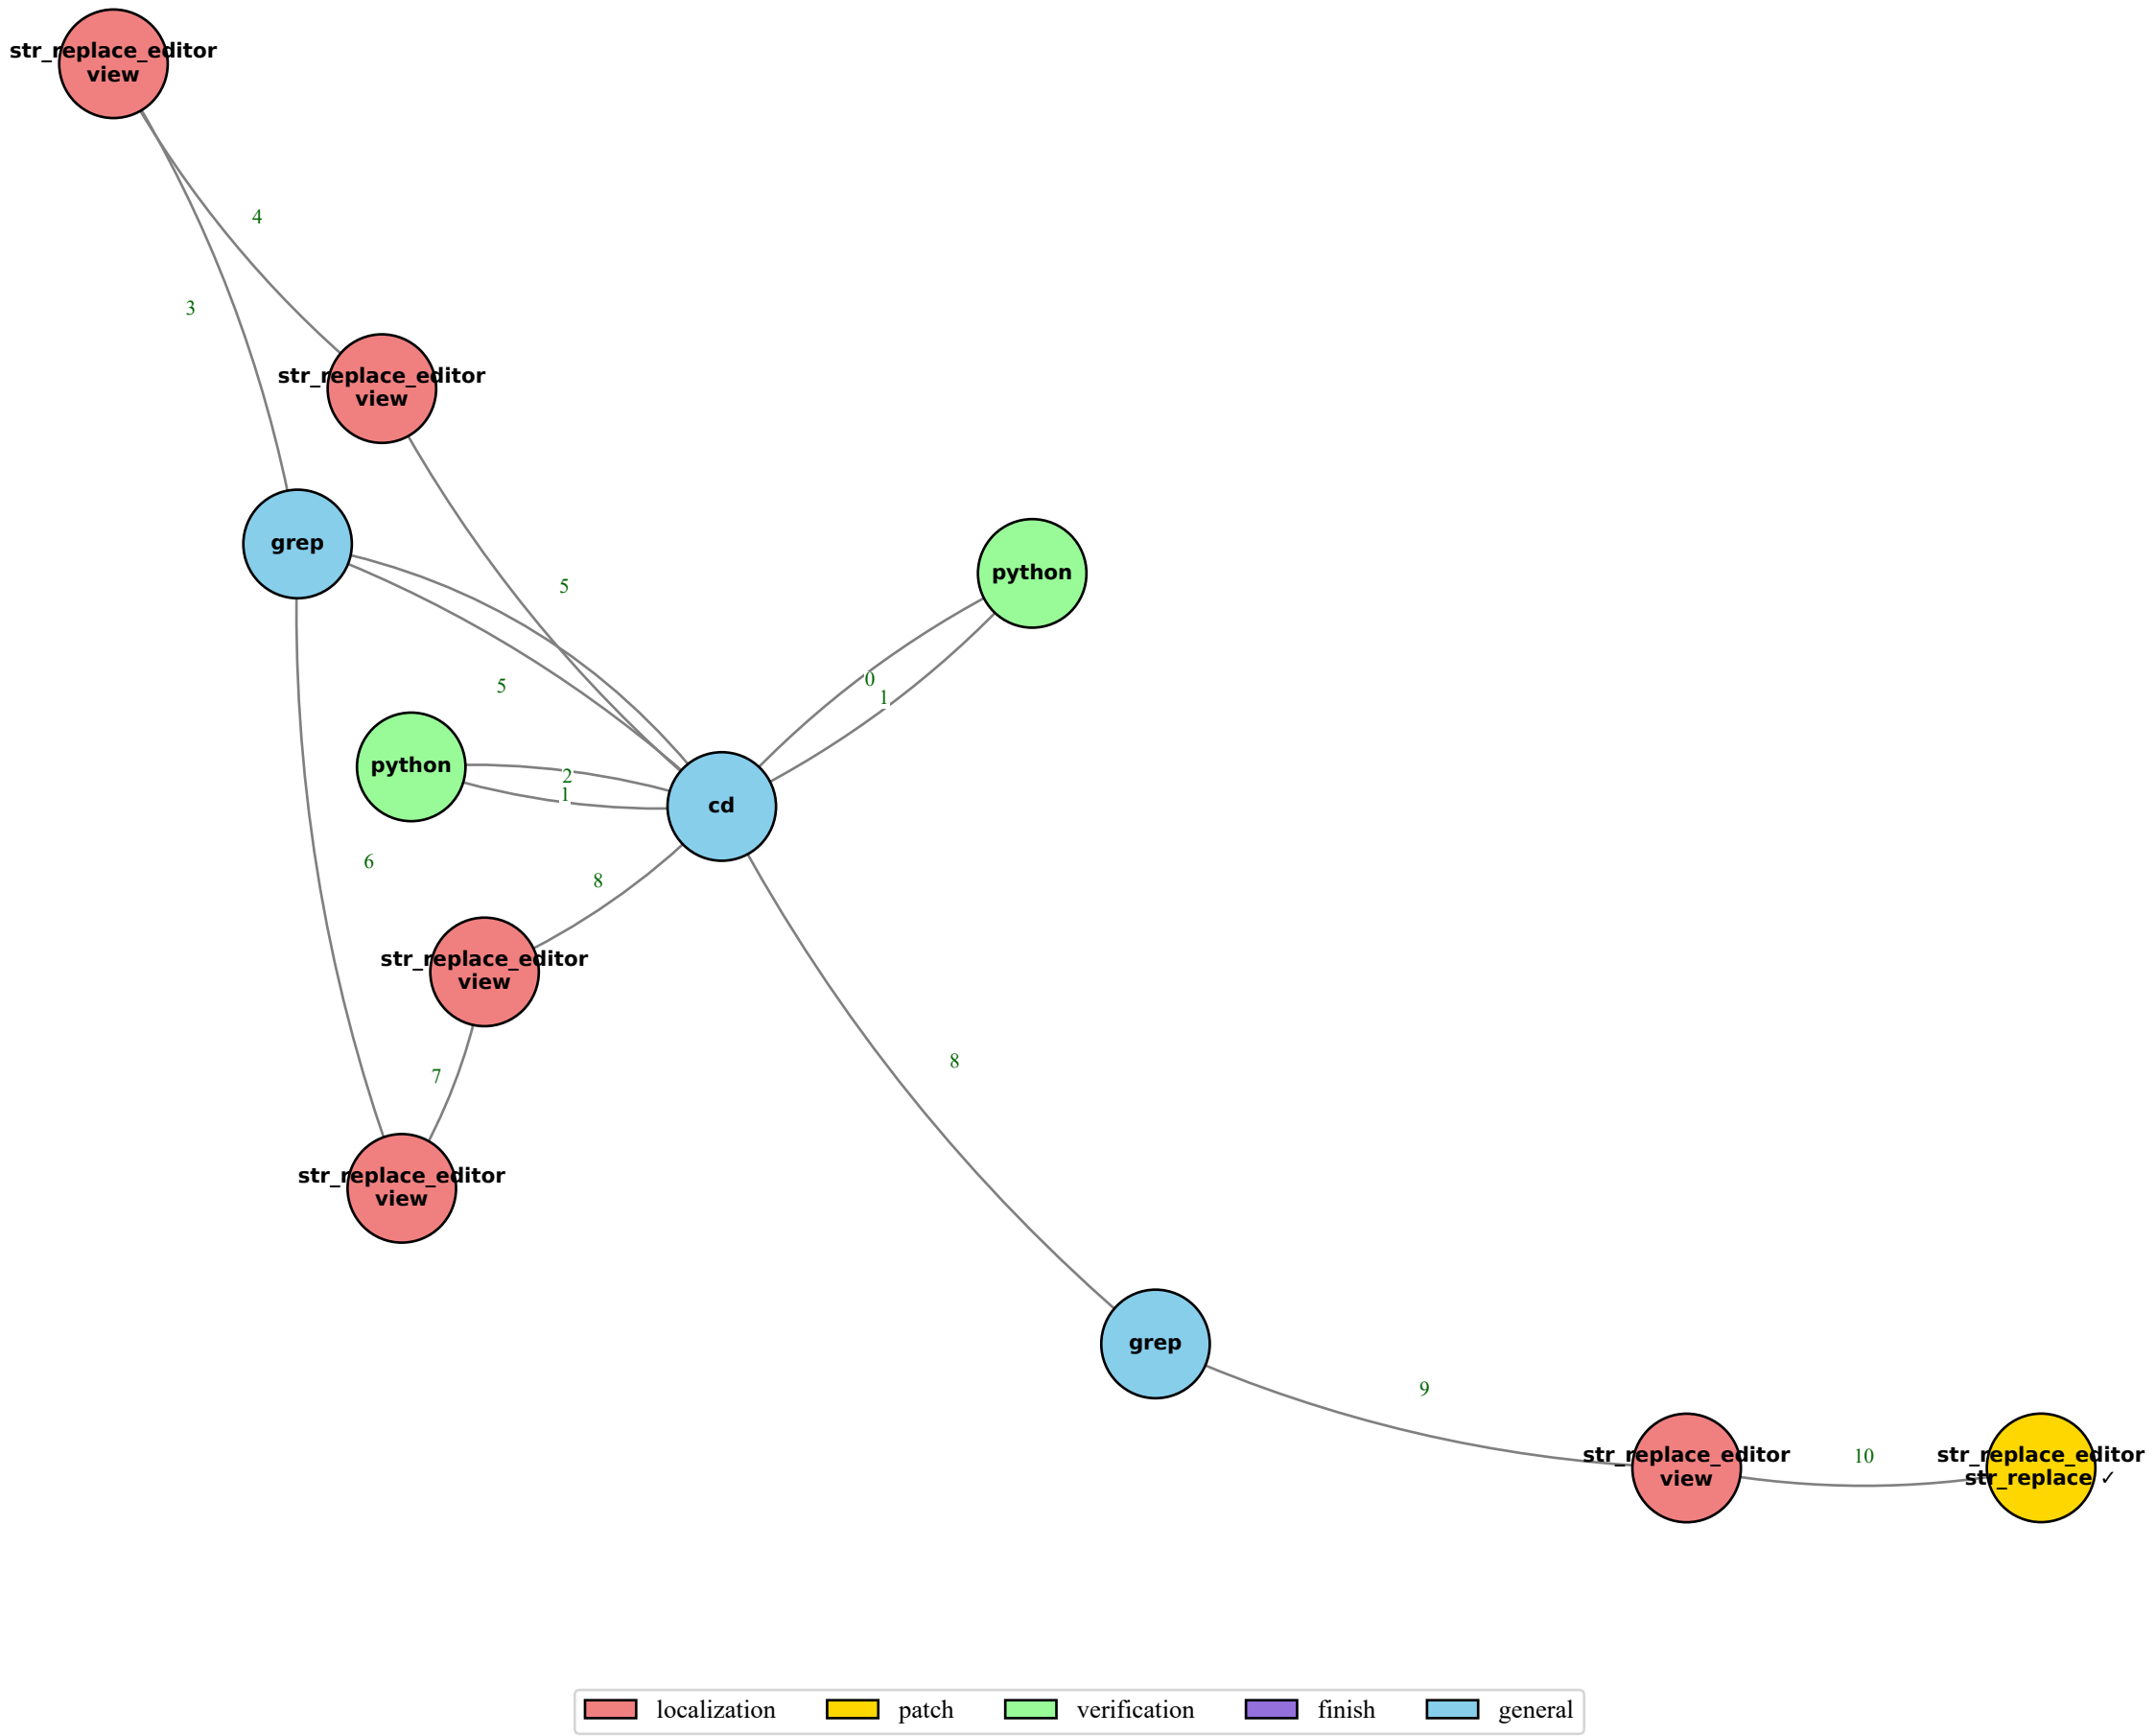 str_replace_editor
view
4
3
str_replace_editor
view
grep
python
5
0
5
1
python
2
1
cd
6
8
str_replace_editor
view
8
7
str_replace_editor
view
grep
9
str_replace_editor
view
10
str_replace_editor
str_replace ✓
localization patch verification finish general